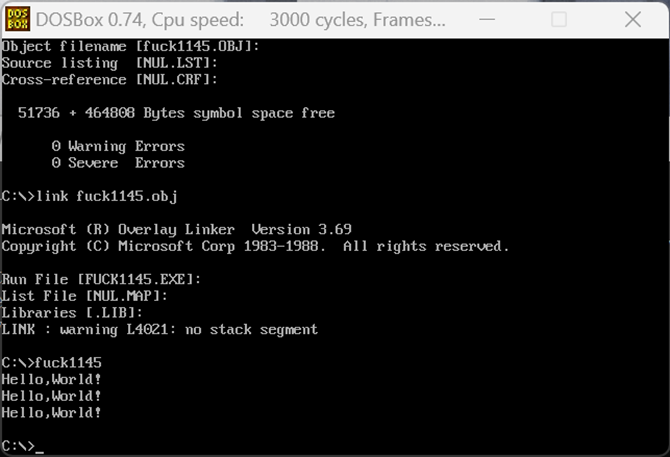 DOS
BOX
DOSBox 0.74, Cpu speed:    3000 cycles, Frames...
Object filename [fuck1145.OBJ]:
Source listing  [NUL.LST]:
Cross-reference [NUL.CRF]:
  51736 + 464808 Bytes symbol space free
      0 Warning Errors
      0 Severe  Errors
C:\>link fuck1145.obj
Microsoft (R) Overlay Linker  Version 3.69
Copyright (C) Microsoft Corp 1983-1988.  All rights reserved.
Run File [FUCK1145.EXE]:
List File [NUL.MAP]:
Libraries [.LIB]:
LINK : warning L4021: no stack segment
C:\>fuck1145
Hello,World!
Hello,World!
Hello,World!
C:\>_